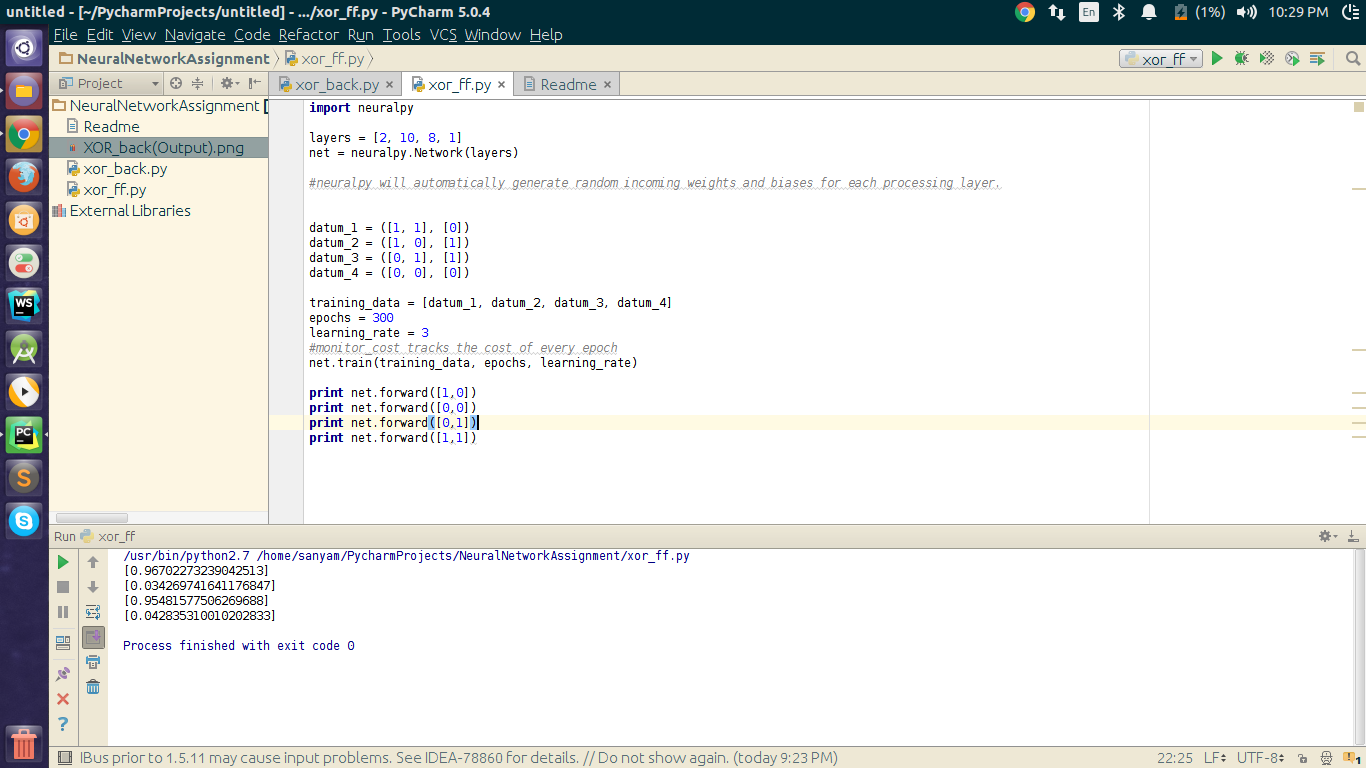 untitled - [~/PycharmProjects/untitled] - .../xor_ff.py - PyCharm 5.0.4
En (1%) 10:29 PM
File Edit View Navigate Code Refactor Run Tools VCS Window Help
NeuralNetworkAssignment xor_ff.py
xor_ff
Project
xor_back.py xor_ff.py Readme
NeuralNetworkAssignment [
Readme
XOR_back(Output).png
xor_back.py
xor_ff.py
External Libraries
import neuralpy
layers = [2, 10, 8, 1]
net = neuralpy.Network(layers)
#neuralpy will automatically generate random incoming weights and biases for each processing layer.
datum_1 = ([1, 1], [0])
datum_2 = ([1, 0], [1])
datum_3 = ([0, 1], [1])
datum_4 = ([0, 0], [0])
training_data = [datum_1, datum_2, datum_3, datum_4]
epochs = 300
learning_rate = 3
#monitor_cost tracks the cost of every epoch
net.train(training_data, epochs, learning_rate)
print net.forward([1,0])
print net.forward([0,0])
print net.forward([0,1])
print net.forward([1,1])
WS
PC
S
Run xor_ff
/usr/bin/python2.7 /home/sanyam/PycharmProjects/NeuralNetworkAssignment/xor_ff.py
[0.96702273239042513]
[0.034269741641176847]
[0.95481577506269688]
[0.042835310010202833]
Process finished with exit code 0
IBus prior to 1.5.11 may cause input problems. See IDEA-78860 for details. // Do not show again. (today 9:23 PM)
22:25 LF UTF-8 1